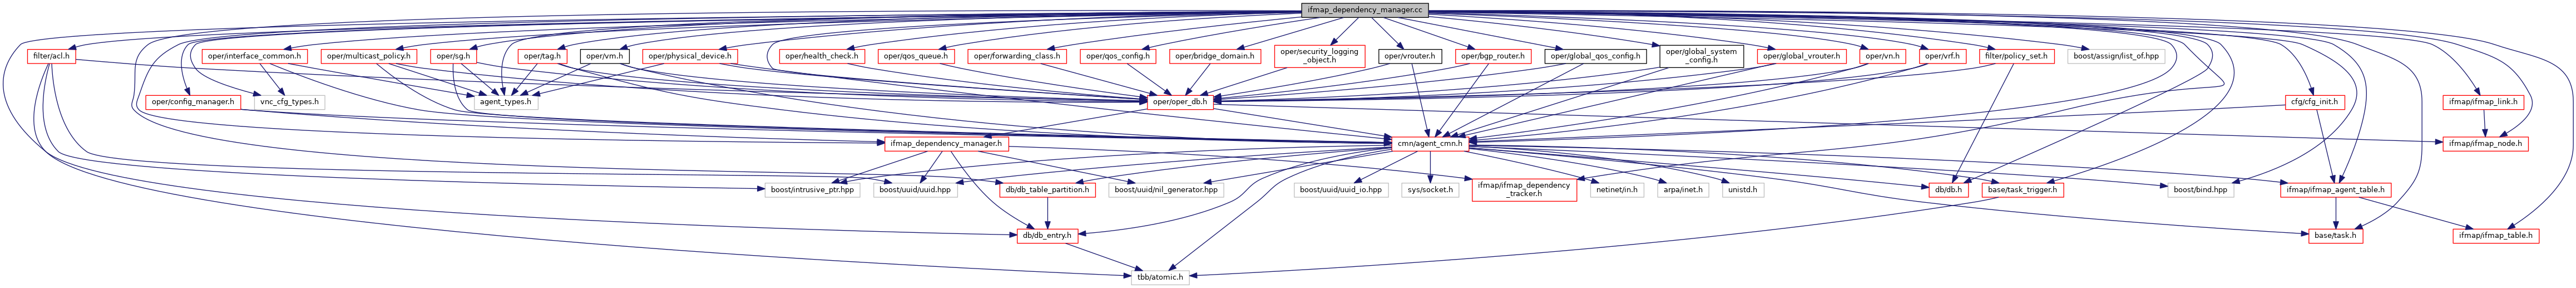 ifmap_dependency_manager.cc
filter/acl.h
oper/interface_common.h
oper/multicast_policy.h
oper/sg.h
oper/tag.h
oper/vm.h
oper/physical_device.h
oper/health_check.h
oper/qos_queue.h
oper/forwarding_class.h
oper/qos_config.h
oper/bridge_domain.h
oper/security_logging
_object.h
oper/vrouter.h
oper/bgp_router.h
oper/global_qos_config.h
oper/global_system
_config.h
oper/global_vrouter.h
oper/vn.h
oper/vrf.h
filter/policy_set.h
boost/assign/list_of.hpp
oper/config_manager.h
vnc_cfg_types.h
agent_types.h
oper/oper_db.h
cfg/cfg_init.h
ifmap/ifmap_link.h
ifmap_dependency_manager.h
cmn/agent_cmn.h
ifmap/ifmap_node.h
boost/intrusive_ptr.hpp
boost/uuid/uuid.hpp
db/db_table_partition.h
boost/uuid/nil_generator.hpp
boost/uuid/uuid_io.hpp
sys/socket.h
ifmap/ifmap_dependency
_tracker.h
netinet/in.h
arpa/inet.h
unistd.h
db/db.h
base/task_trigger.h
boost/bind.hpp
ifmap/ifmap_agent_table.h
db/db_entry.h
base/task.h
ifmap/ifmap_table.h
tbb/atomic.h